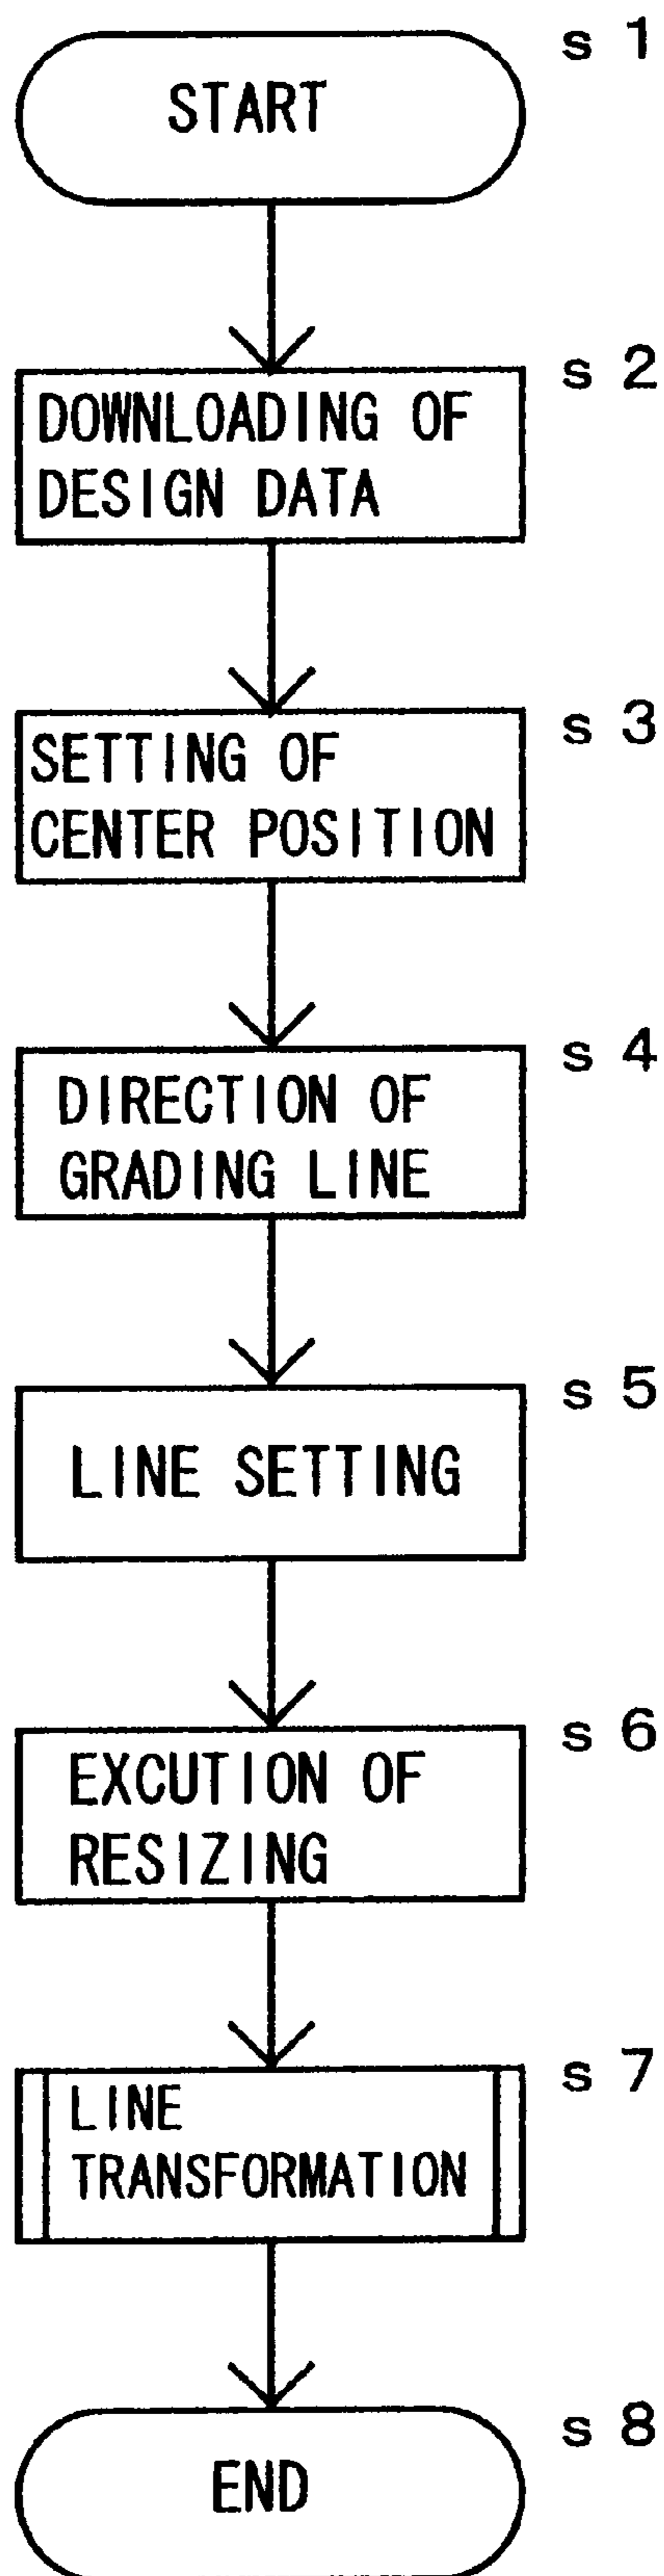 s 1
START
s 2
DOWNLOADING OF
DESIGN DATA
s 3
SETTING OF
CENTER POSITION
s 4
DIRECTION OF
GRADING LINE
s 5
LINE SETTING
s 6
EXCUTION OF
RESIZING
s 7
LINE
TRANSFORMATION
s 8
END